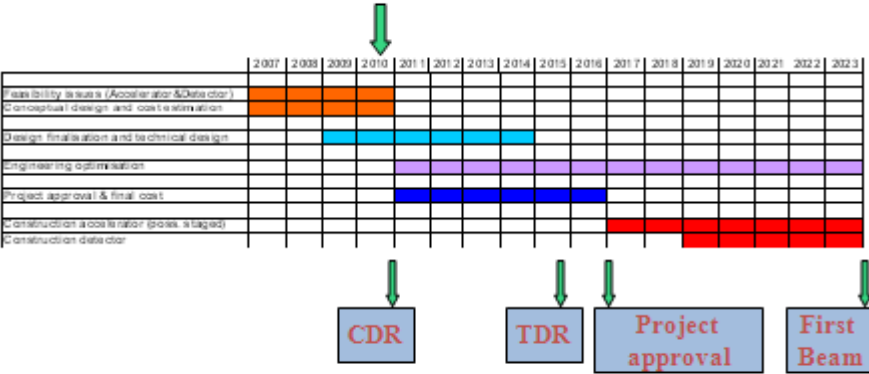 2007 2008 2009 2010 2011 2012 2013 2014 2015 2016 2017 2018 2019 2020 2021 2022 2023
Feasibility issues (Accelerator&Detector)
Conceptual design and cost estimation
Design finalisation and technical design
Engineering optimisation
Project approval & final cost
Construction accelerator (poss. staged)
Construction detector
CDR
TDR
Project
approval
First
Beam